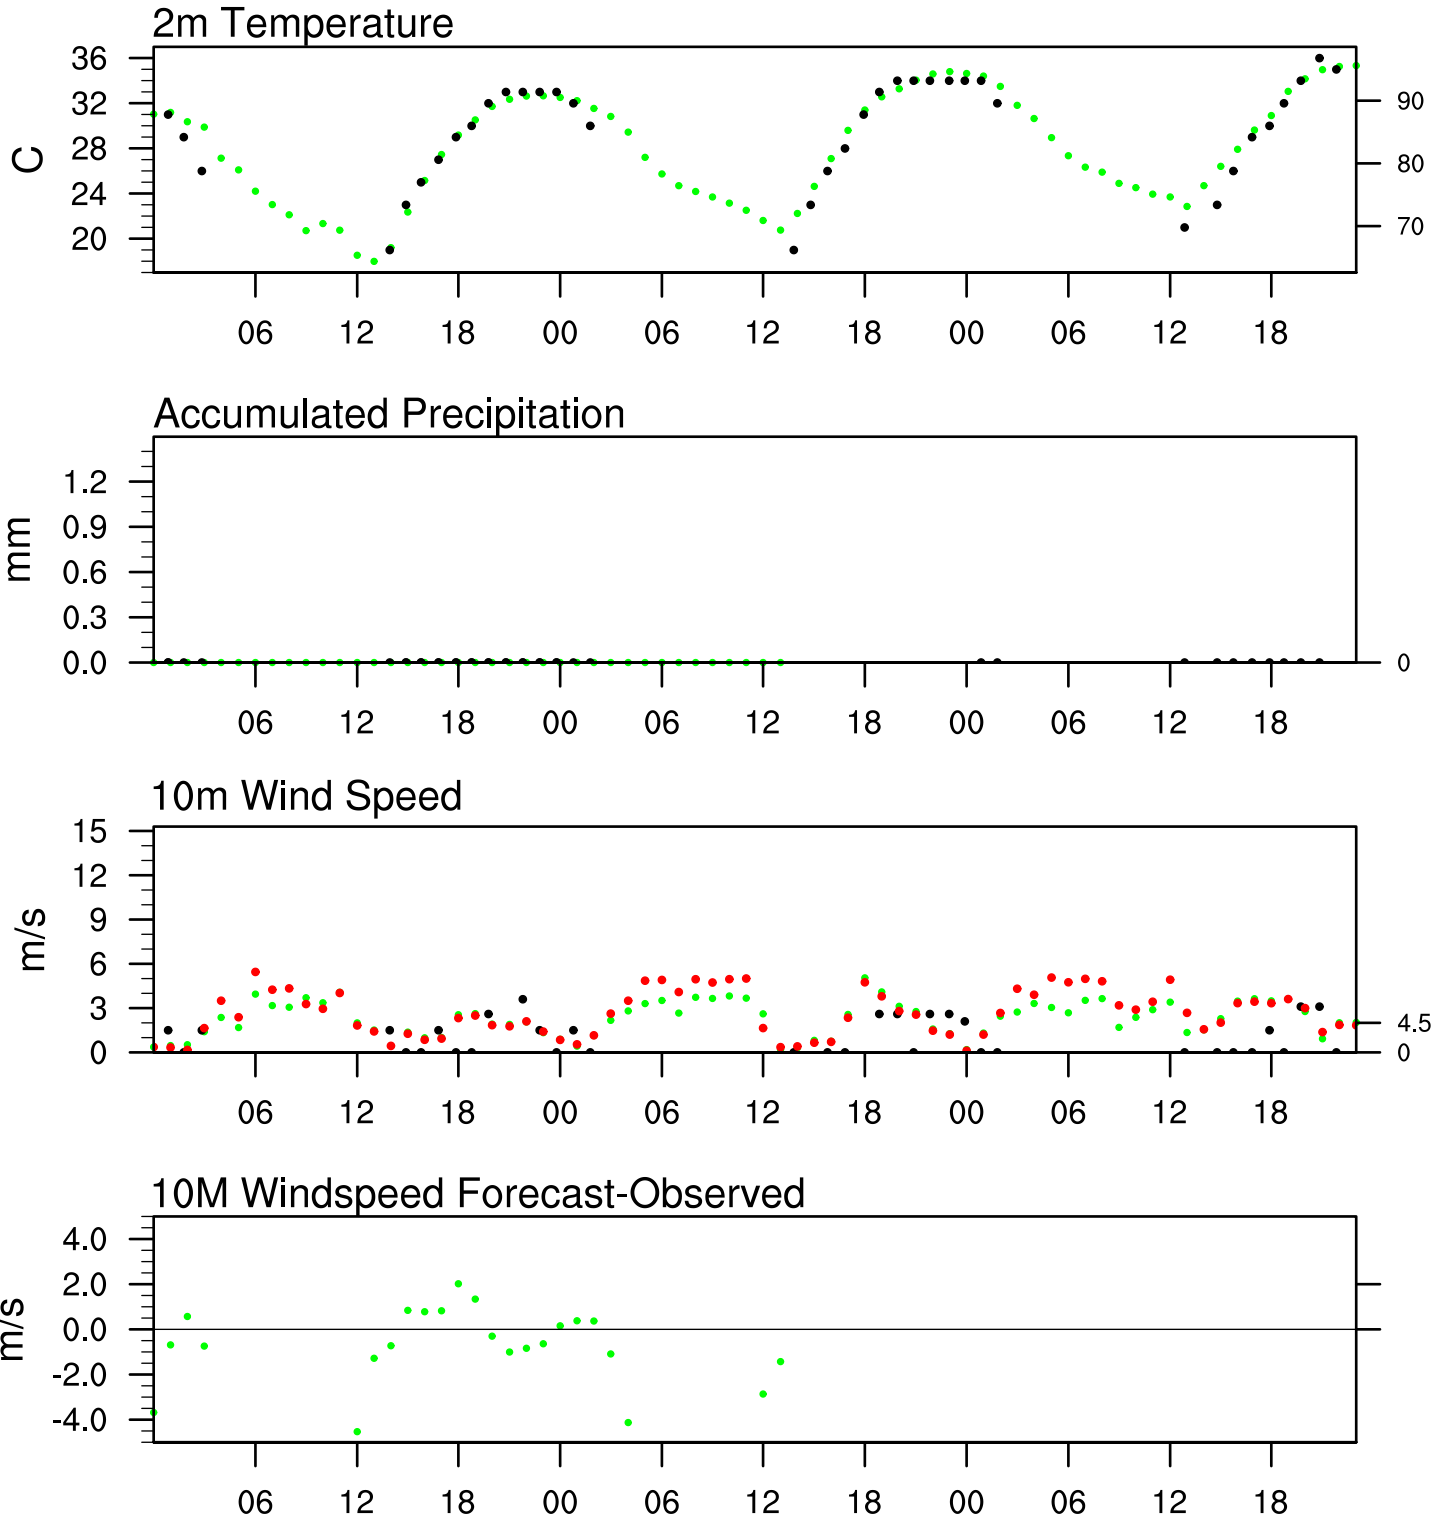 2m Temperature
36
32
28
24
20
C
90
80
70
06 12 18 00 06 12 18 00 06 12 18
Accumulated Precipitation
1.2
0.9
0.6
0.3
0.0
mm
0
06 12 18 00 06 12 18 00 06 12 18
10m Wind Speed
15
12
9
6
3
0
m/s
4.5
0
06 12 18 00 06 12 18 00 06 12 18
10M Windspeed Forecast-Observed
4.0
2.0
0.0
-2.0
-4.0
m/s
06 12 18 00 06 12 18 00 06 12 18